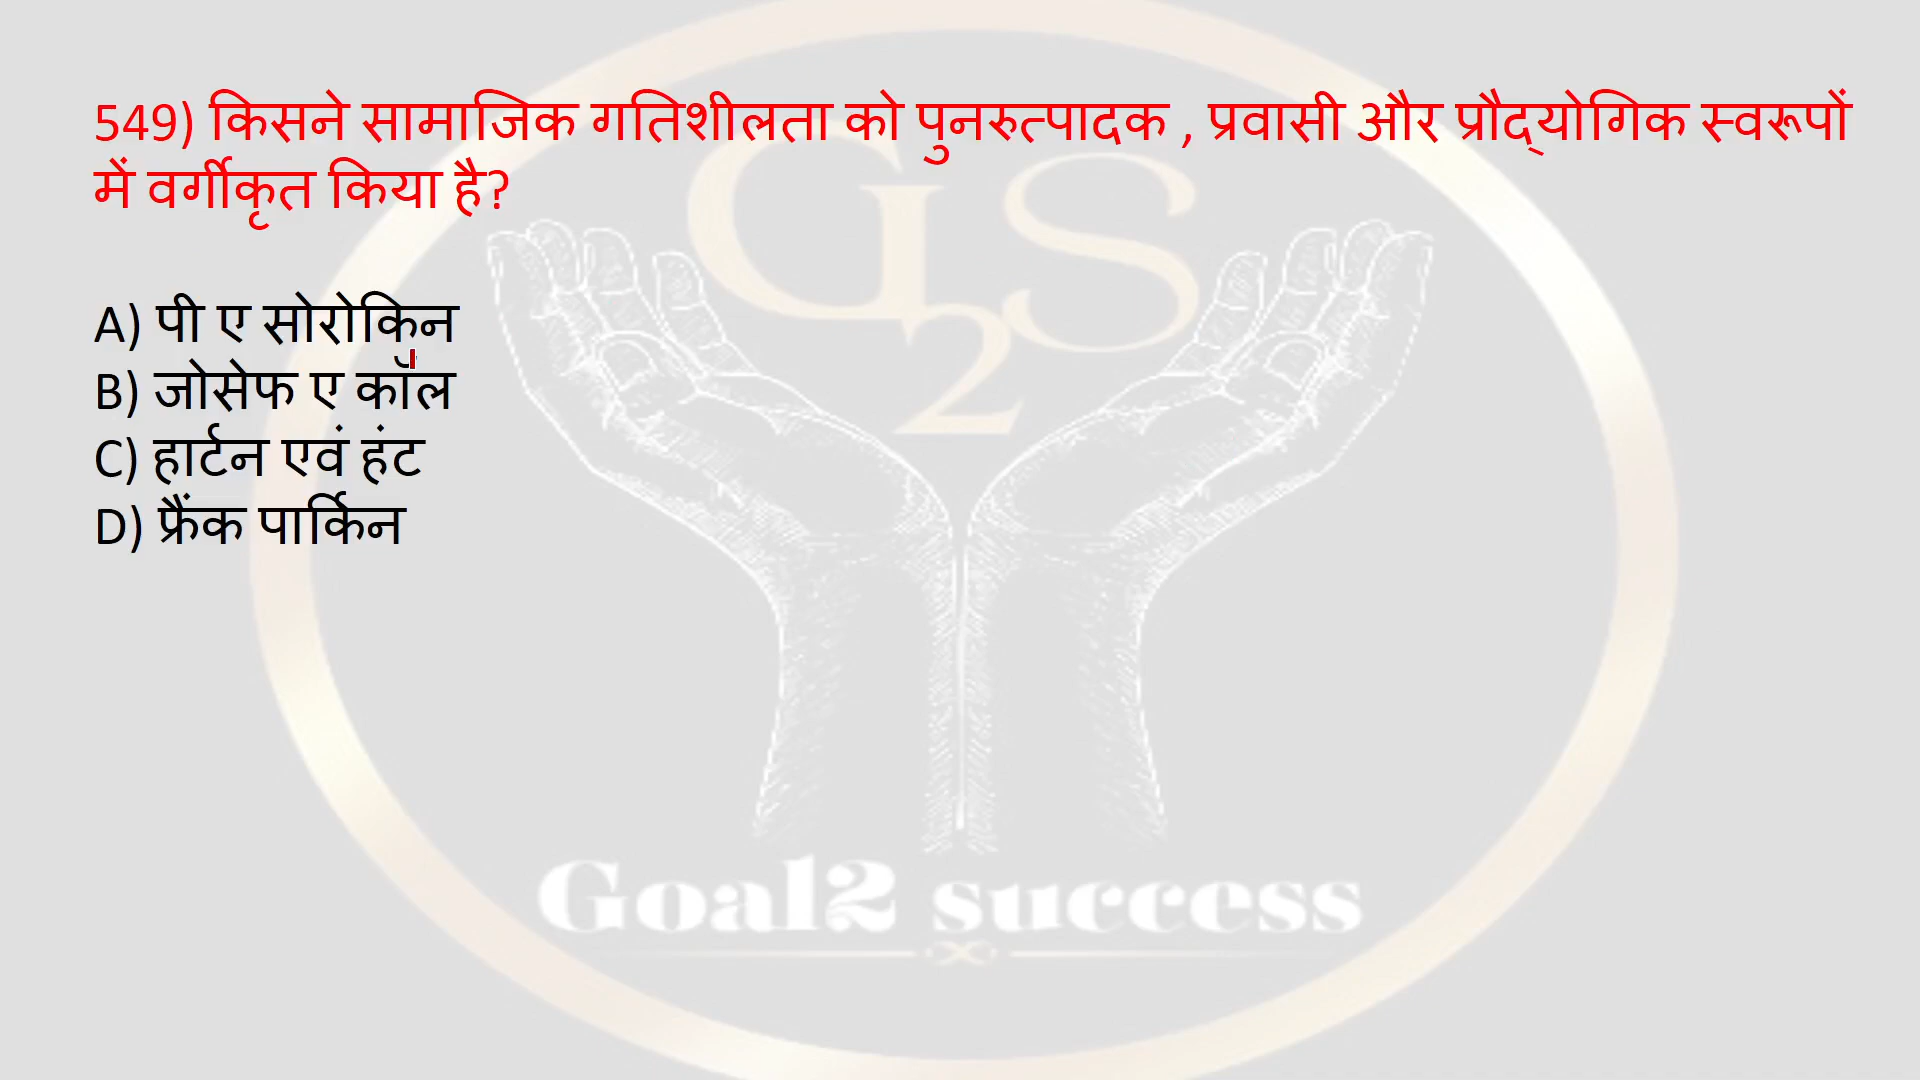 549) किसने सामाजिक गतिशीलता को पुनरुत्पादक , प्रवासी और प्रौद्योगिक स्वरूपों
में वर्गीकृत किया है?
A) पी ए सोरोकिन
B) जोसेफ ए कॉल
C) हार्टन एवं हंट
D) फ्रैंक पार्किन
G2S
Goal2 success